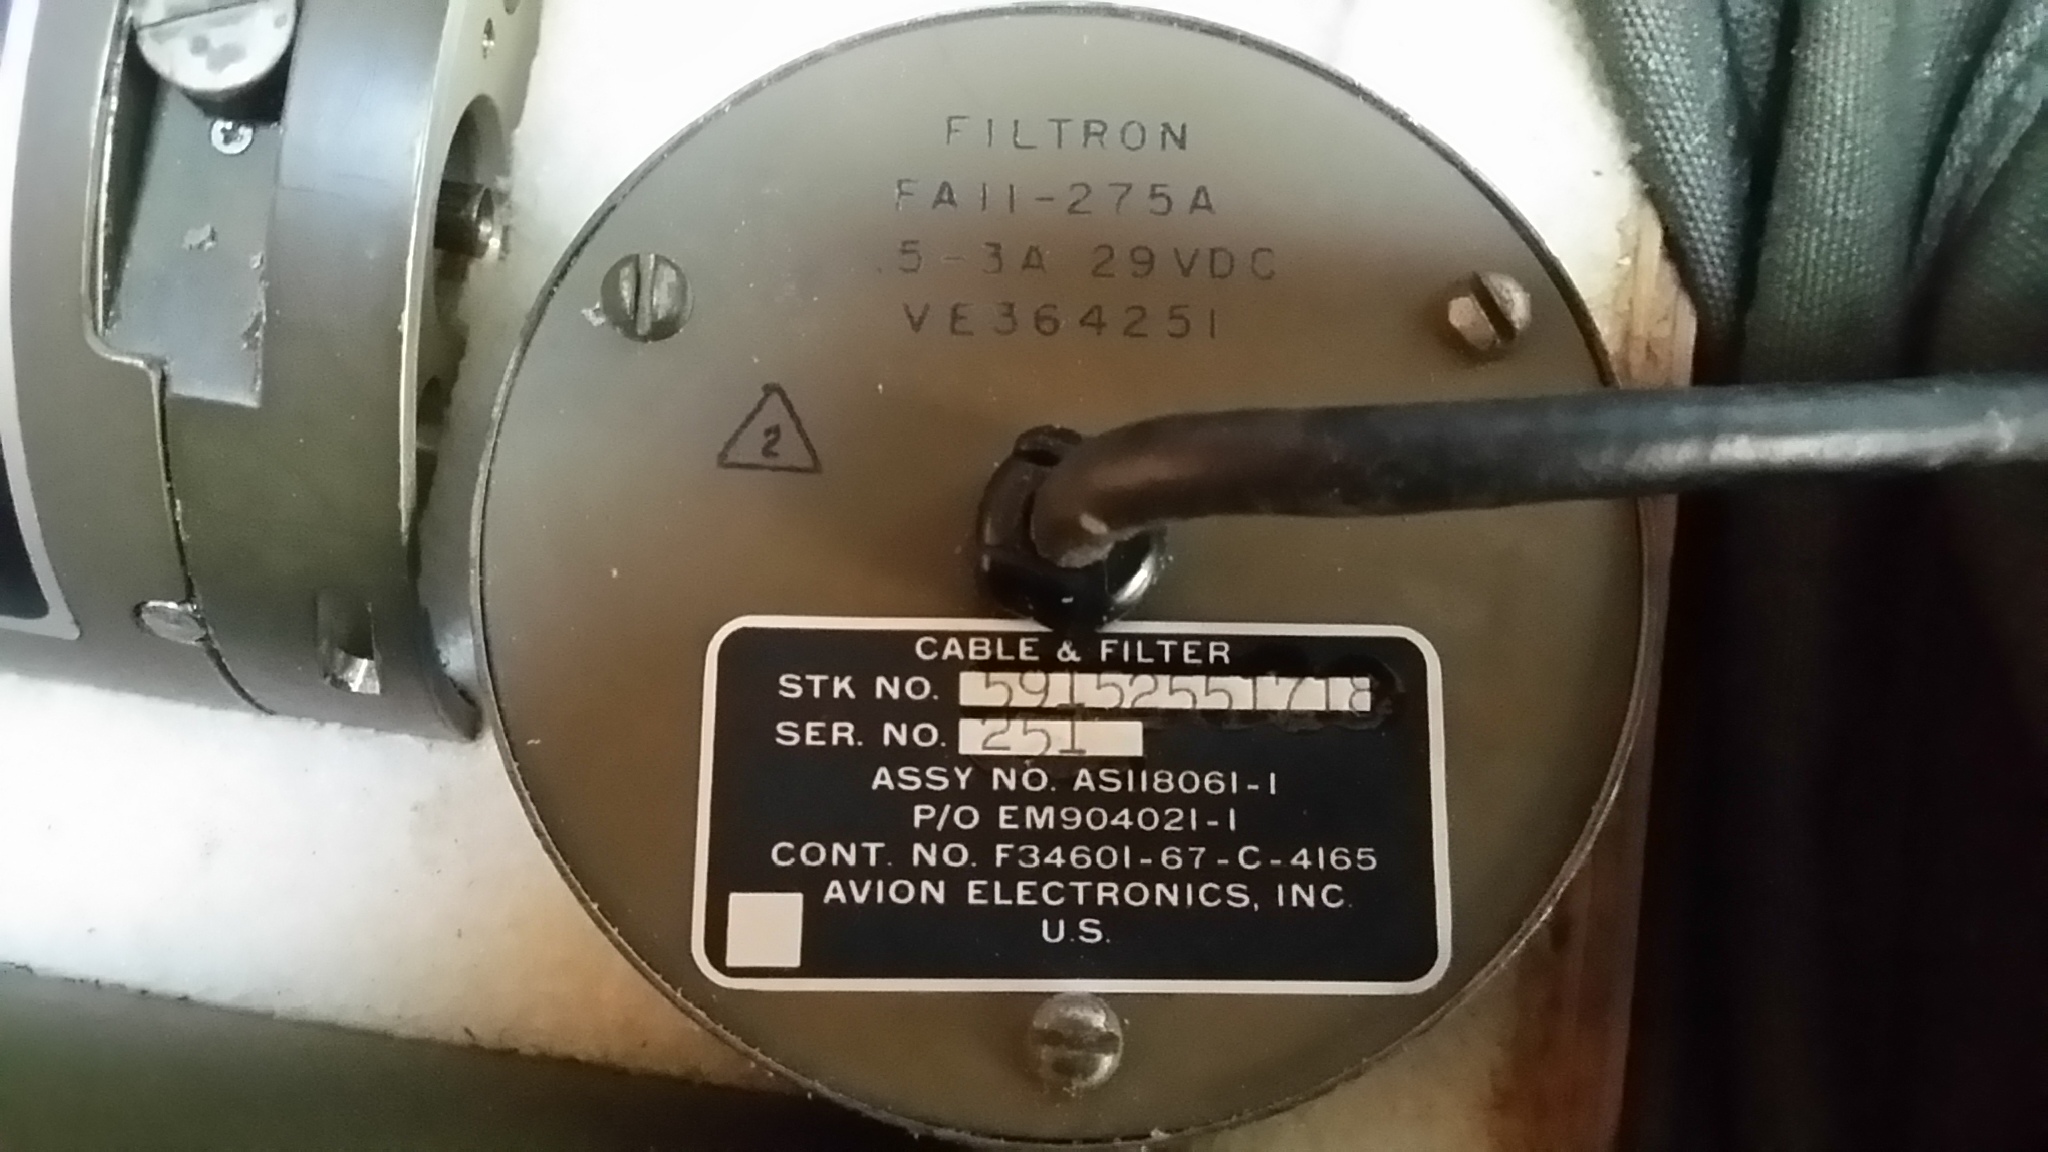 FILTRON
FA11-275A
.5-3A 29VDC
VE364251
2
CABLE & FILTER
STK NO. 59152551718
SER. NO. 251
ASSY NO. AS118061-1
P/O EM904021-1
CONT. NO. F34601-67-C-4165
AVION ELECTRONICS, INC.
U.S.